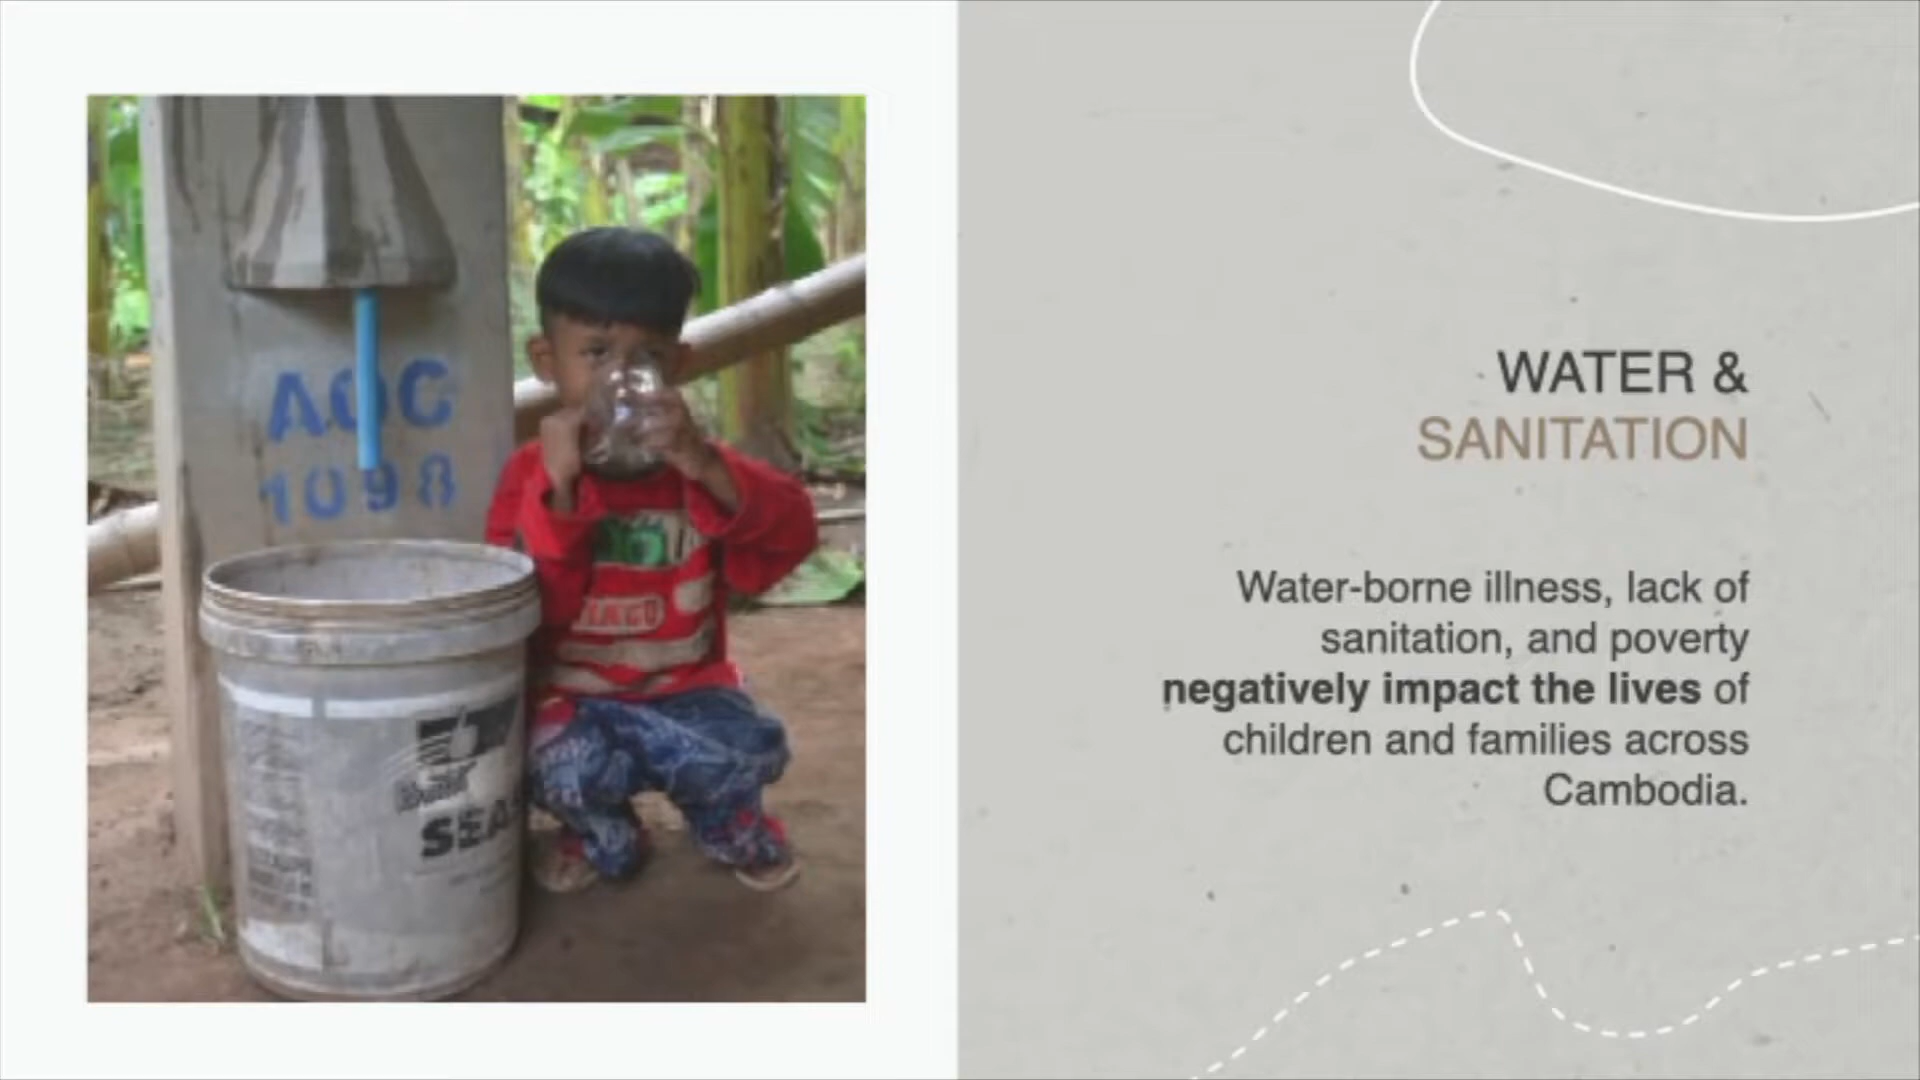 AOC
1098
SEA
WATER &
SANITATION
Water-borne illness, lack of
sanitation, and poverty
negatively impact the lives of
children and families across
Cambodia.